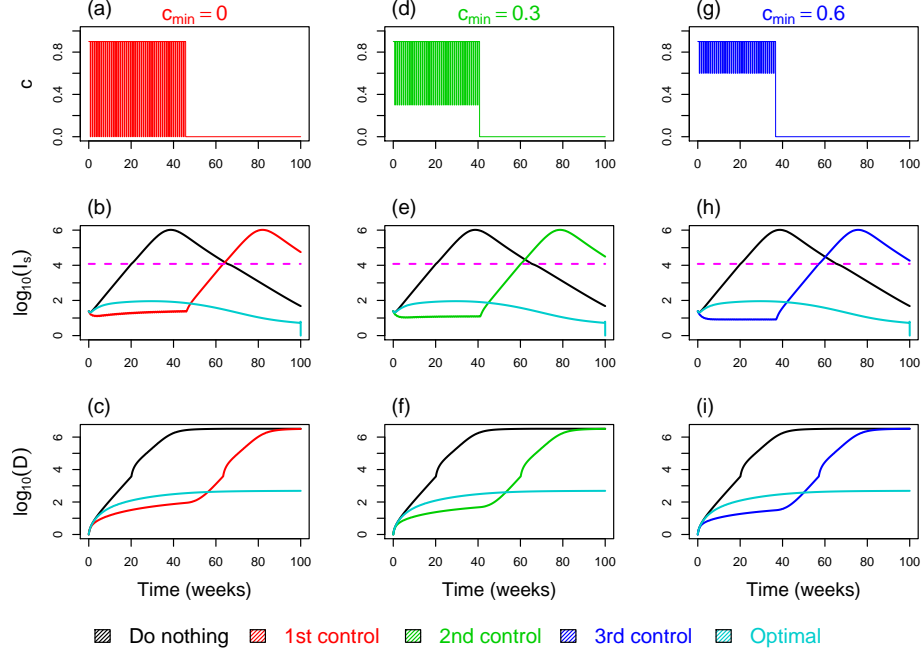 (a) c_min = 0 (d) c_min = 0.3 (g) c_min = 0.6
c
0.0 0.4 0.8
0 20 40 60 80 100
0.0 0.4 0.8
0 20 40 60 80 100
0.0 0.4 0.8
0 20 40 60 80 100
(b) (e) (h)
log10(Is)
0 2 4 6
0 20 40 60 80 100
0 2 4 6
0 20 40 60 80 100
0 2 4 6
0 20 40 60 80 100
(c) (f) (i)
log10(D)
0 2 4 6
0 20 40 60 80 100
0 2 4 6
0 20 40 60 80 100
0 2 4 6
0 20 40 60 80 100
Time (weeks) Time (weeks) Time (weeks)
Do nothing 1st control 2nd control 3rd control Optimal